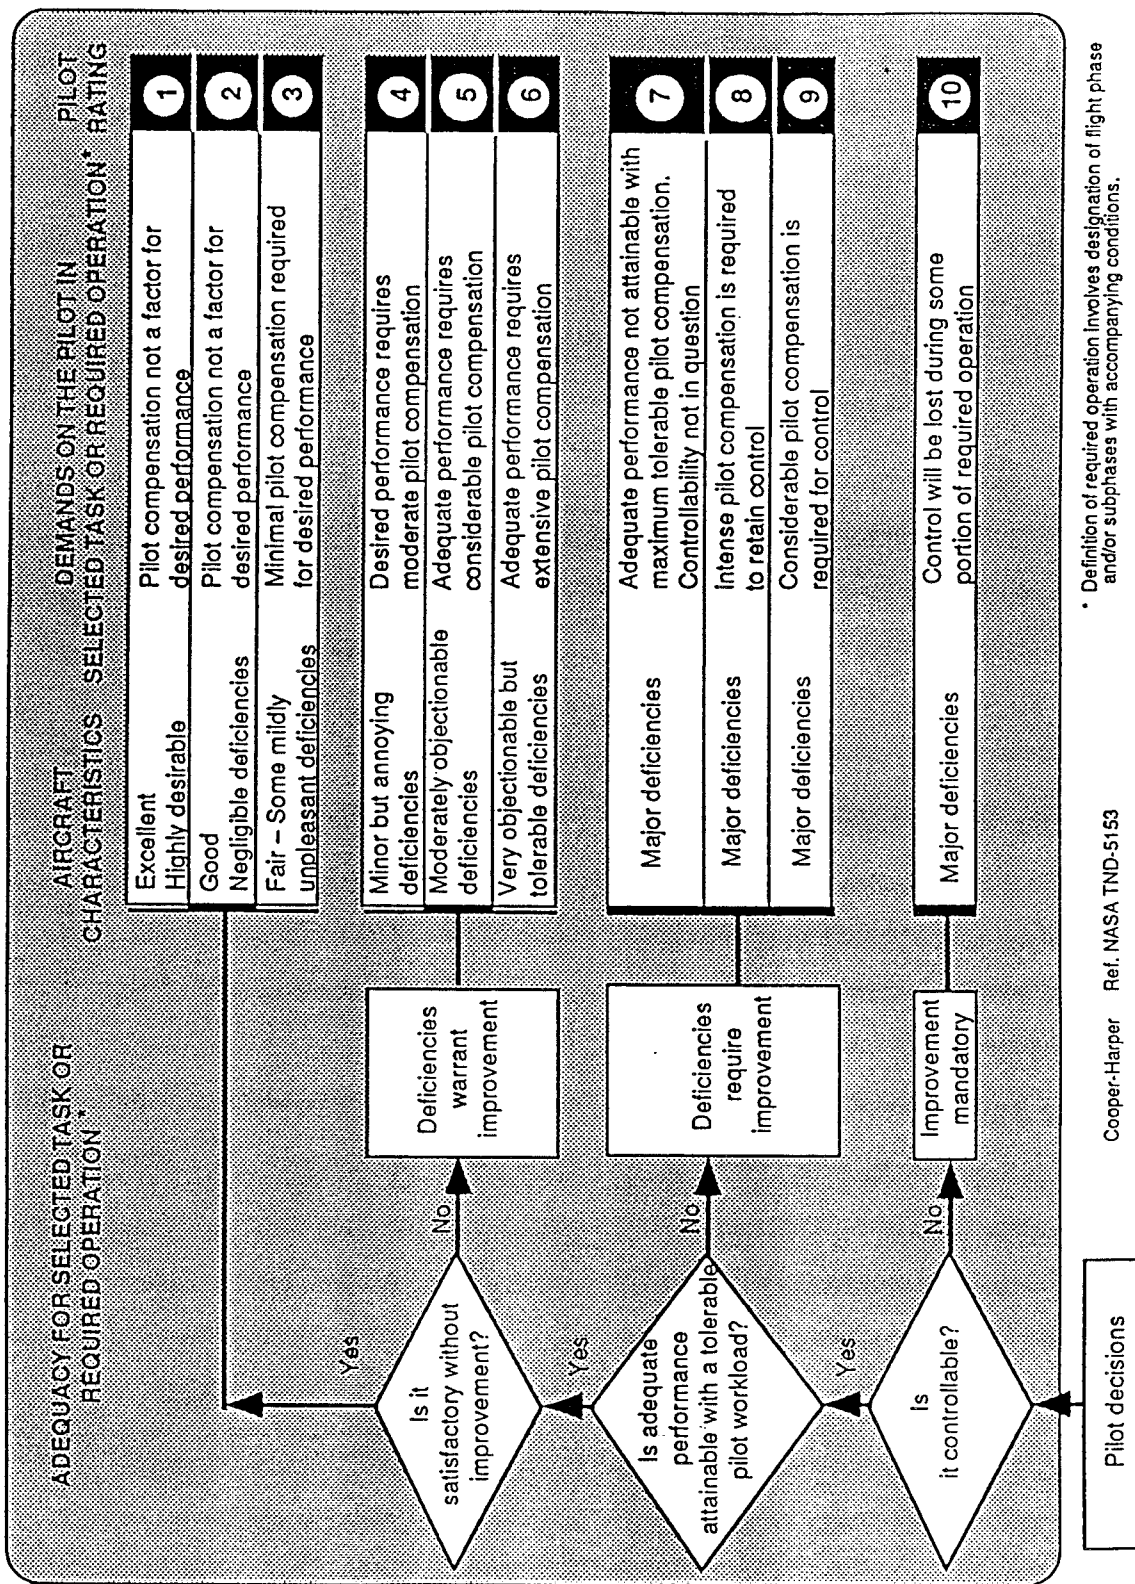 ADEQUACY FOR SELECTED TASK OR
REQUIRED OPERATION*
AIRCRAFT
CHARACTERISTICS
DEMANDS ON THE PILOT IN
SELECTED TASK OR REQUIRED OPERATION*
PILOT
RATING
Excellent
Highly desirable
Pilot compensation not a factor for
desired performance
1
Good
Negligible deficiencies
Pilot compensation not a factor for
desired performance
2
Fair – Some mildly
unpleasant deficiencies
Minimal pilot compensation required
for desired performance
3
Yes
Is it
satisfactory without
improvement?
No
Deficiencies
warrant
improvement
Minor but annoying
deficiencies
Desired performance requires
moderate pilot compensation
4
Moderately objectionable
deficiencies
Adequate performance requires
considerable pilot compensation
5
Very objectionable but
tolerable deficiencies
Adequate performance requires
extensive pilot compensation
6
Yes
Is adequate
performance
attainable with a tolerable
pilot workload?
No
Deficiencies
require
improvement
Major deficiencies
Adequate performance not attainable with
maximum tolerable pilot compensation.
Controllability not in question
7
Major deficiencies
Intense pilot compensation is required
to retain control
8
Major deficiencies
Considerable pilot compensation is
required for control
9
Yes
Is
it controllable?
No
Improvement
mandatory
Major deficiencies
Control will be lost during some
portion of required operation
10
Pilot decisions
Cooper-Harper Ref. NASA TND-5153
* Definition of required operation involves designation of flight phase
and/or subphases with accompanying conditions.